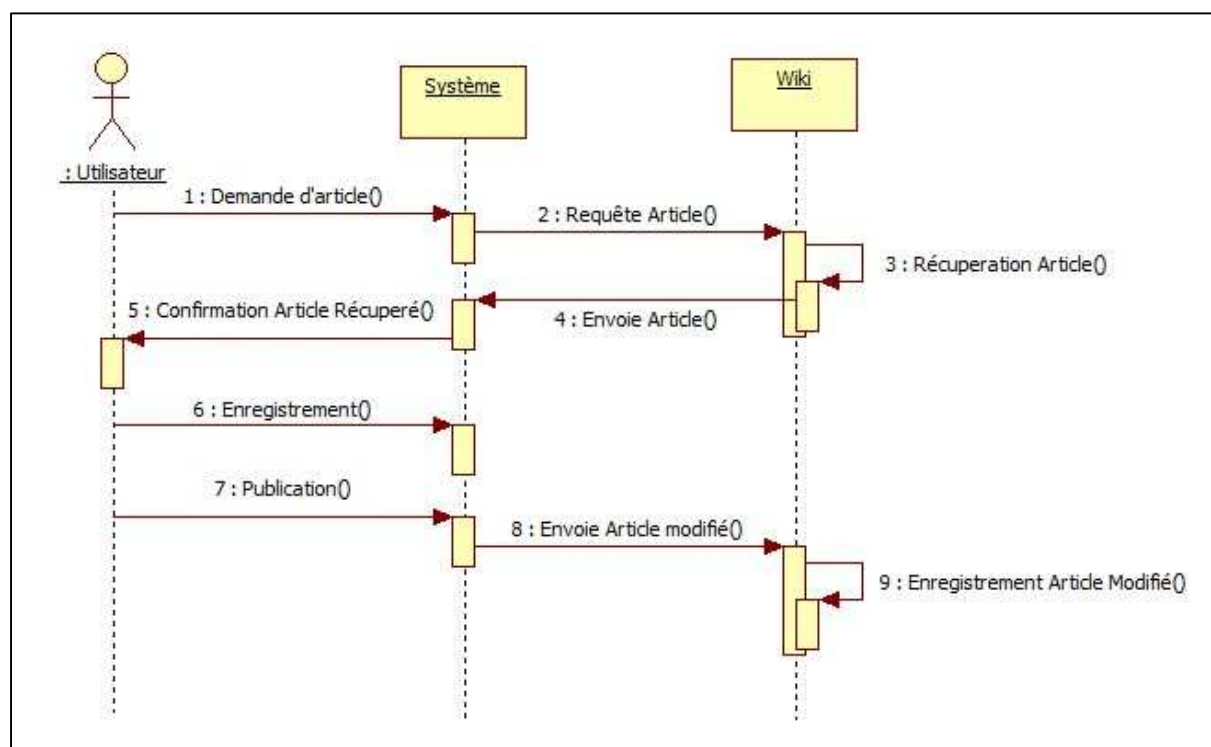 Système
Wiki
: Utilisateur
1 : Demande d'article()
2 : Requête Article()
3 : Récuperation Article()
4 : Envoie Article()
5 : Confirmation Article Récuperé()
6 : Enregistrement()
7 : Publication()
8 : Envoie Article modifié()
9 : Enregistrement Article Modifié()